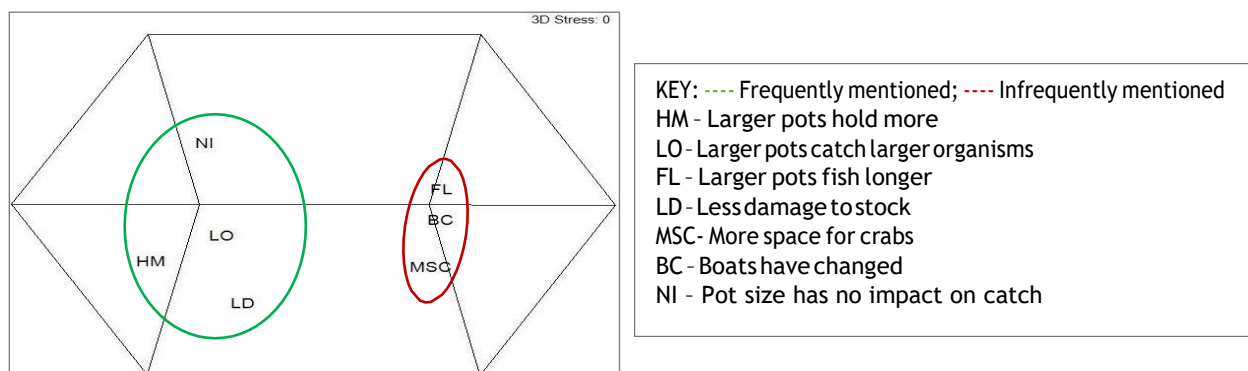 3D Stress: 0
NI
FL
BC
LO
HM
MSC
LD
KEY: ---- Frequently mentioned; ---- Infrequently mentioned
HM – Larger pots hold more
LO – Larger pots catch larger organisms
FL – Larger pots fish longer
LD – Less damage to stock
MSC- More space for crabs
BC – Boats have changed
NI – Pot size has no impact on catch